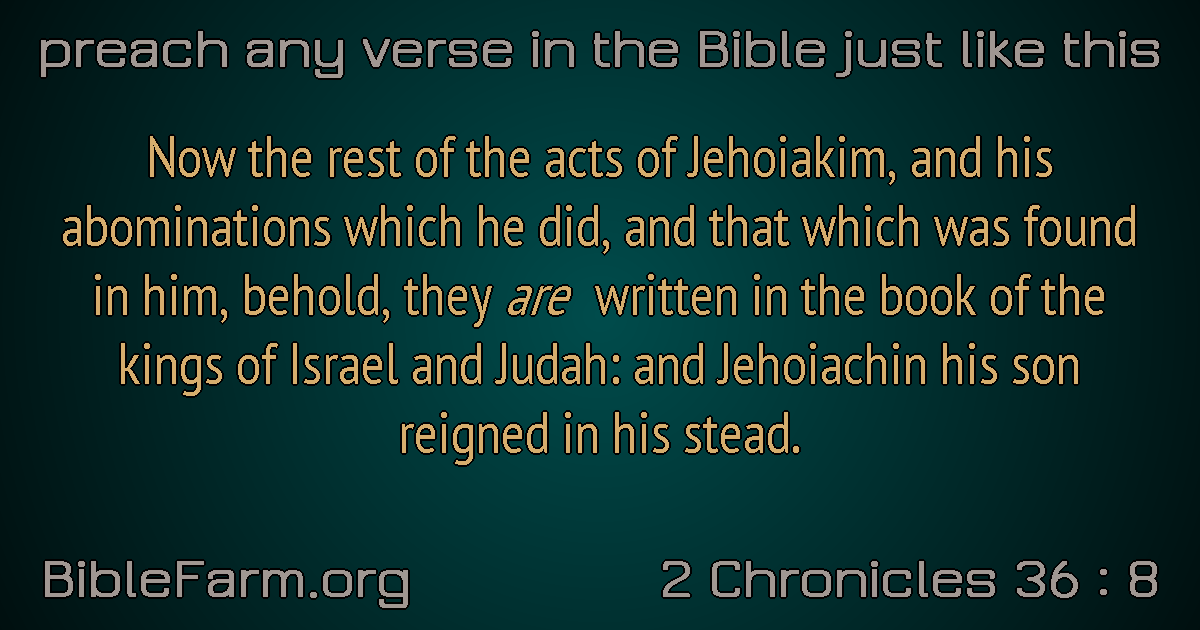 preach any verse in the Bible just like this
Now the rest of the acts of Jehoiakim, and his
abominations which he did, and that which was found
in him, behold, they are written in the book of the
kings of Israel and Judah: and Jehoiachin his son
reigned in his stead.
BibleFarm.org
2 Chronicles 36 : 8